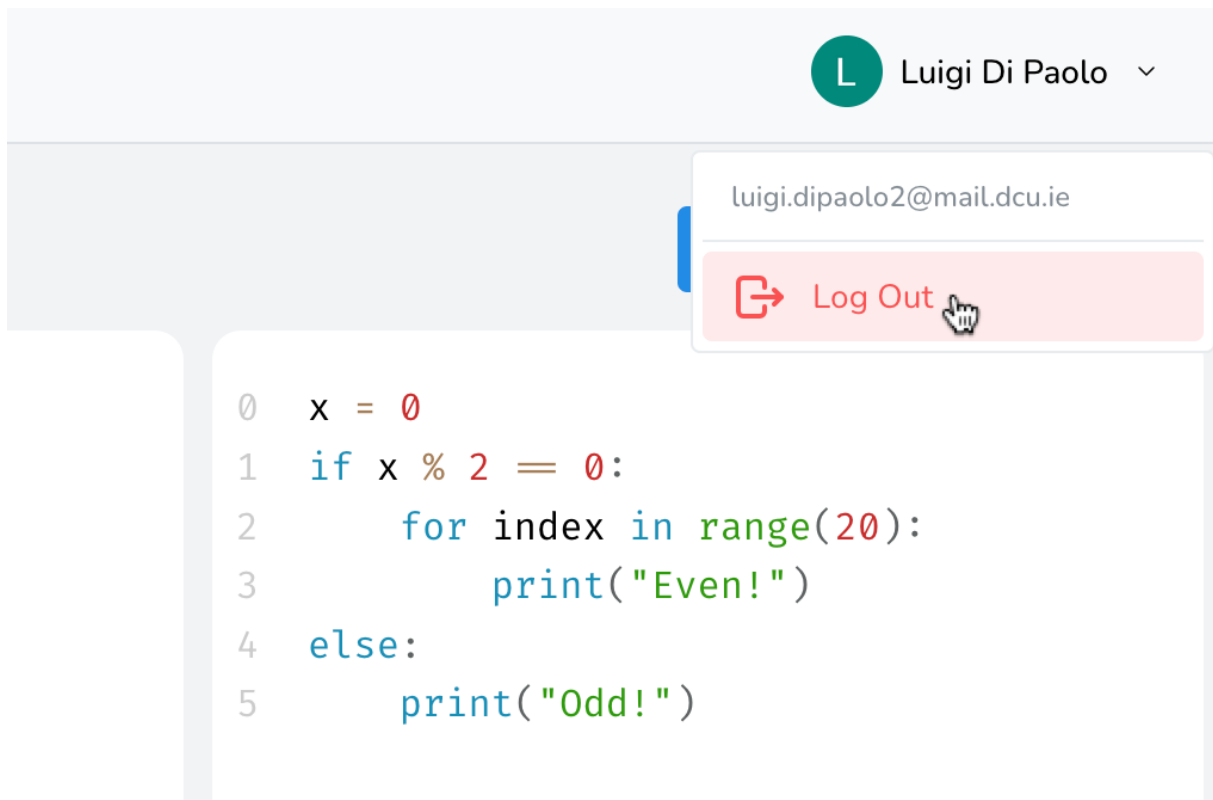 L Luigi Di Paolo
luigi.dipaolo2@mail.dcu.ie
Log Out
0 x = 0
1 if x % 2 == 0:
2     for index in range(20):
3         print("Even!")
4 else:
5     print("Odd!")